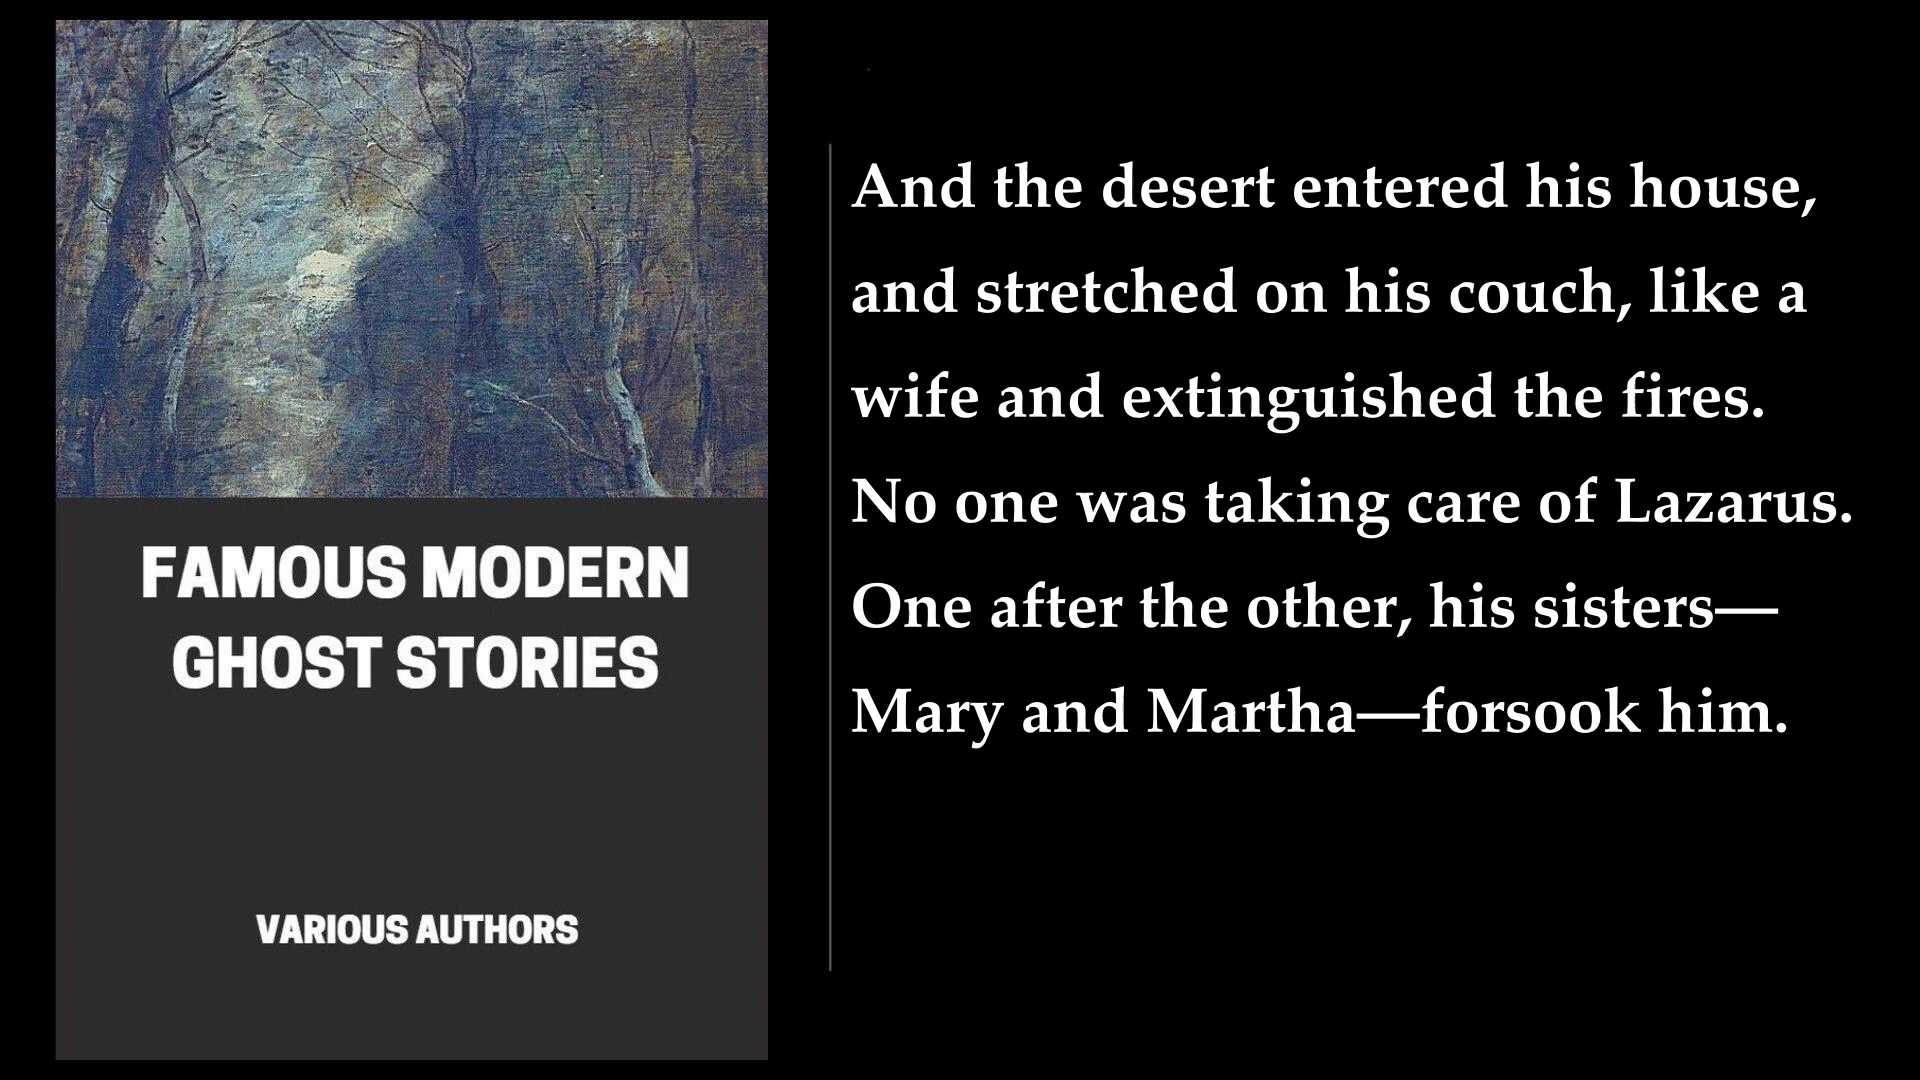 FAMOUS MODERN
GHOST STORIES
VARIOUS AUTHORS
And the desert entered his house,
and stretched on his couch, like a
wife and extinguished the fires.
No one was taking care of Lazarus.
One after the other, his sisters—
Mary and Martha—forsook him.